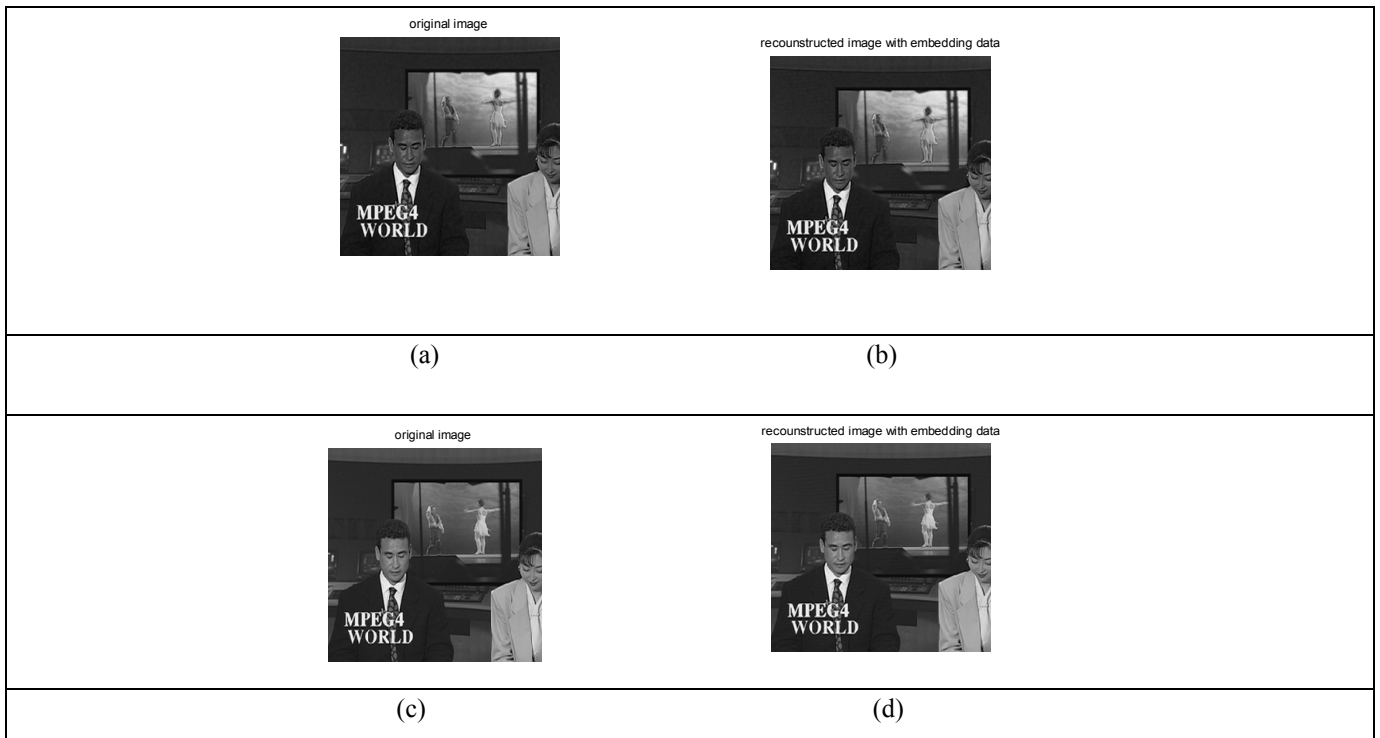 original image
recounstructed image with embedding data
MPEG4
WORLD
MPEG4
WORLD
(a)
(b)
original image
recounstructed image with embedding data
MPEG4
WORLD
MPEG4
WORLD
(c)
(d)